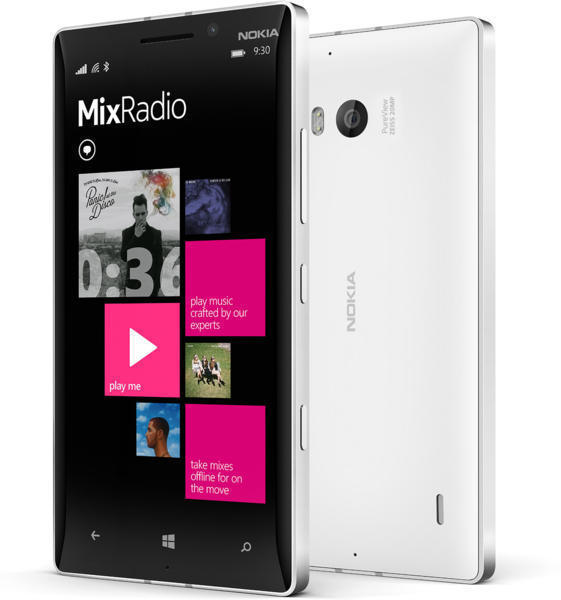 NOKIA
9:30
MixRadio
Panic! at the
Disco
0:36
play music
crafted by our
experts
play me
take mixes
offline for on
the move
PureView
ZEISS 20MP
NOKIA